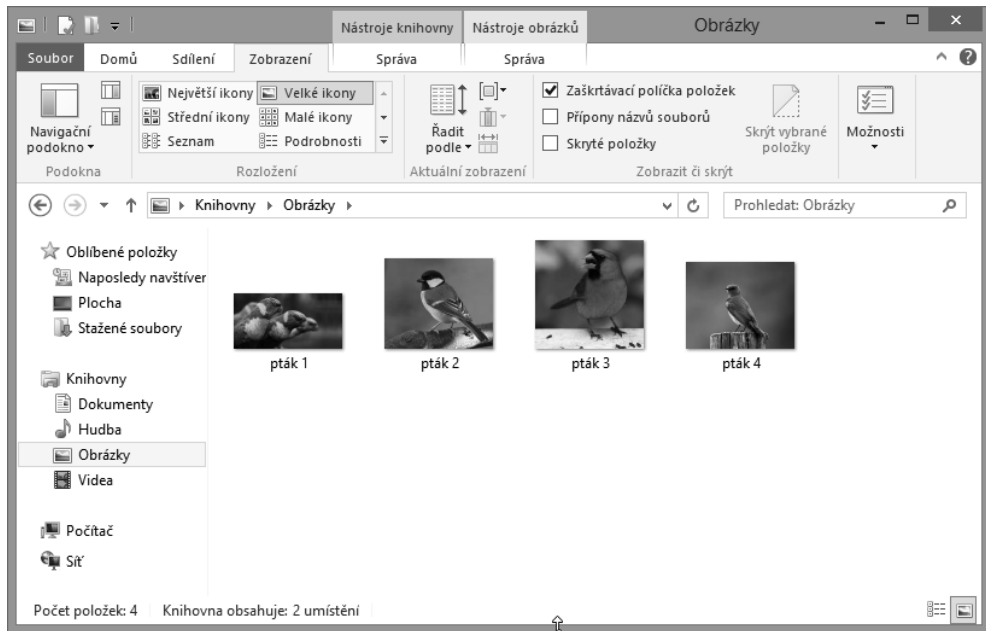 Nástroje knihovny Nástroje obrázků Obrázky
Soubor Domů Sdílení Zobrazení Správa Správa
Navigační podokno
Největší ikony Velké ikony
Střední ikony Malé ikony
Seznam Podrobnosti
Řadit podle
Zaškrtávací políčka položek
Přípony názvů souborů
Skryté položky
Skrýt vybrané položky
Možnosti
Podokna Rozložení Aktuální zobrazení Zobrazit či skrýt
Knihovny Obrázky Prohledat: Obrázky
Oblíbené položky
Naposledy navštíver
Plocha
Stažené soubory
Knihovny
Dokumenty
Hudba
Obrázky
Videa
Počítač
Síť
pták 1 pták 2 pták 3 pták 4
Počet položek: 4 Knihovna obsahuje: 2 umístění